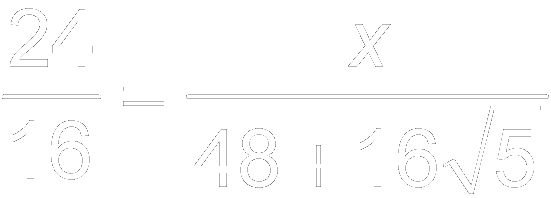 24/16 = x/(48 + 16√5)